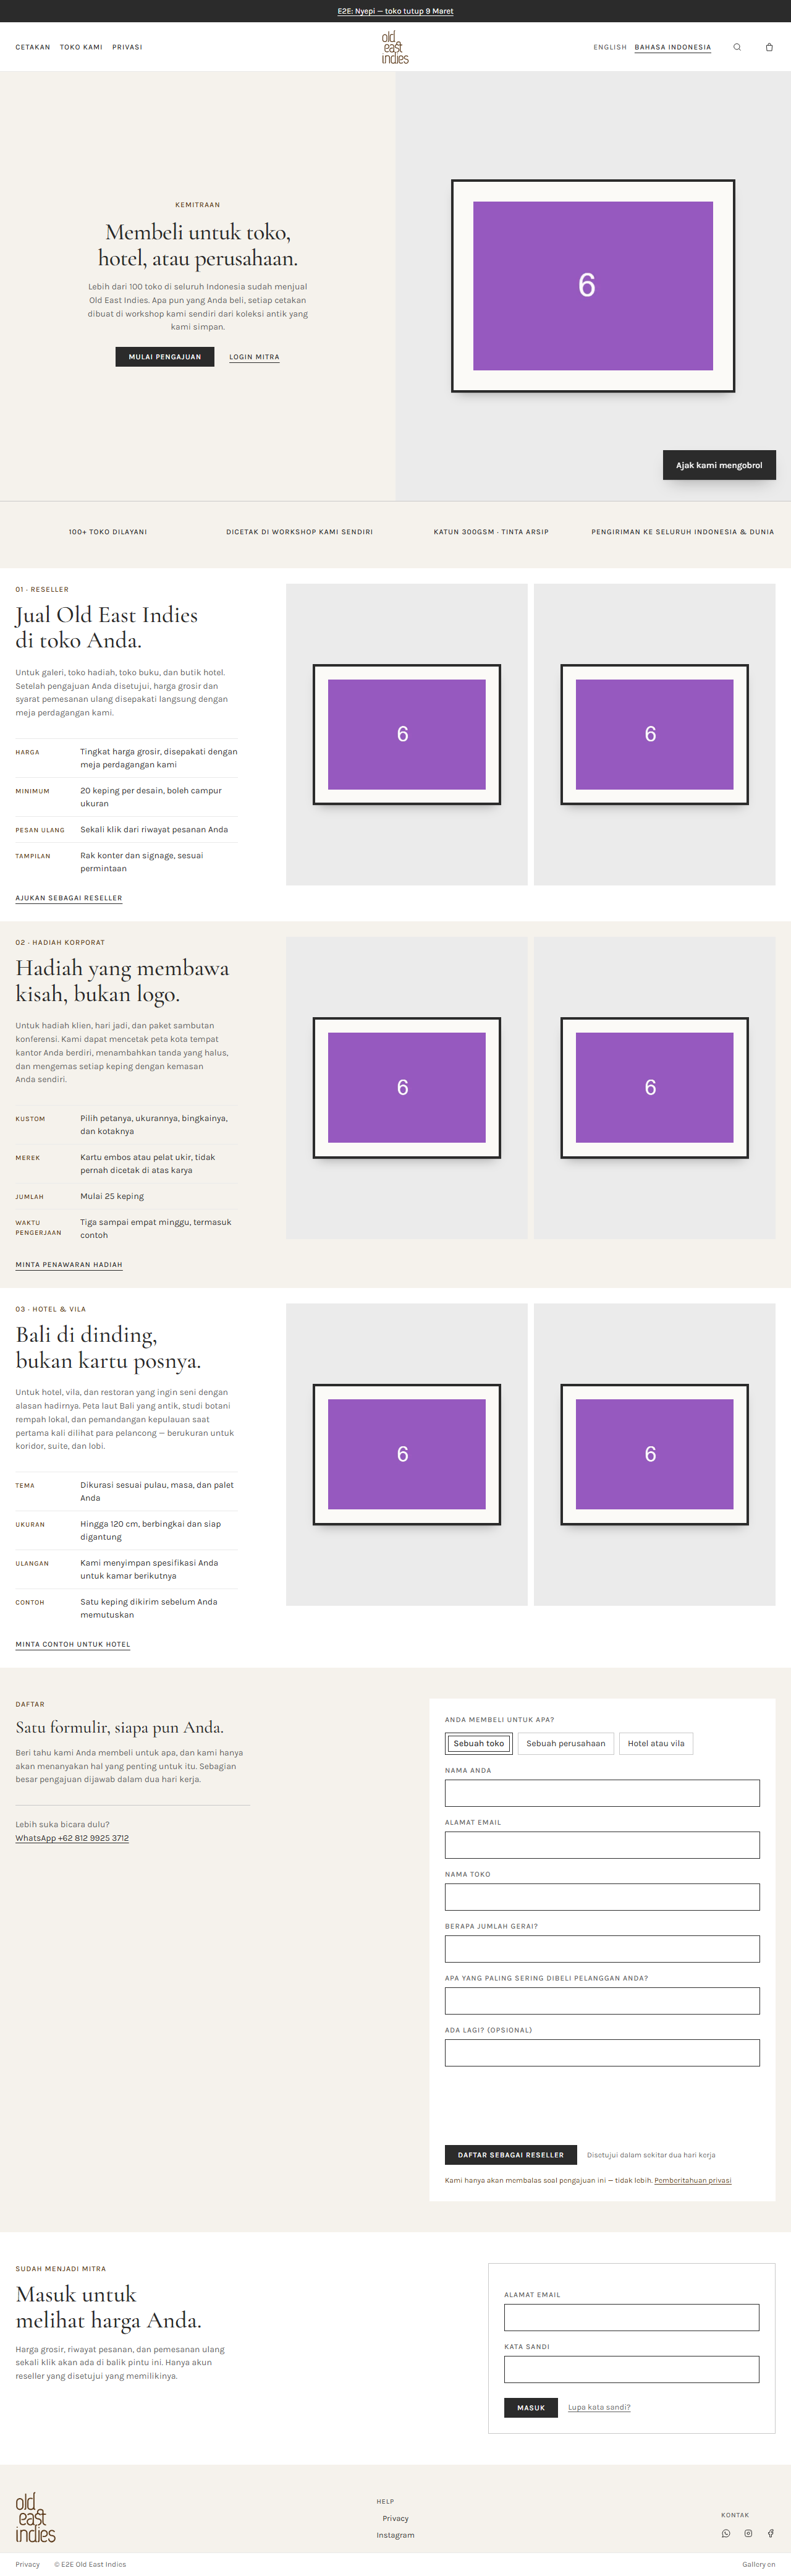 E2E: Nyepi — toko tutup 9 Maret
CETAKAN TOKO KAMI PRIVASI
old
east
indies
ENGLISH BAHASA INDONESIA
KEMITRAAN
Membeli untuk toko,
hotel, atau perusahaan.
Lebih dari 100 toko di seluruh Indonesia sudah menjual
Old East Indies. Apa pun yang Anda beli, setiap cetakan
dibuat di workshop kami sendiri dari koleksi antik yang
kami simpan.
MULAI PENGAJUAN LOGIN MITRA
6
Ajak kami mengobrol
100+ TOKO DILAYANI DICETAK DI WORKSHOP KAMI SENDIRI KATUN 300GSM · TINTA ARSIP PENGIRIMAN KE SELURUH INDONESIA & DUNIA
01 · RESELLER
Jual Old East Indies
di toko Anda.
Untuk galeri, toko hadiah, toko buku, dan butik hotel.
Setelah pengajuan Anda disetujui, harga grosir dan
syarat pemesanan ulang disepakati langsung dengan
meja perdagangan kami.
HARGA Tingkat harga grosir, disepakati dengan
meja perdagangan kami
MINIMUM 20 keping per desain, boleh campur
ukuran
PESAN ULANG Sekali klik dari riwayat pesanan Anda
TAMPILAN Rak konter dan signage, sesuai
permintaan
AJUKAN SEBAGAI RESELLER
6
6
02 · HADIAH KORPORAT
Hadiah yang membawa
kisah, bukan logo.
Untuk hadiah klien, hari jadi, dan paket sambutan
konferensi. Kami dapat mencetak peta kota tempat
kantor Anda berdiri, menambahkan tanda yang halus,
dan mengemas setiap keping dengan kemasan
Anda sendiri.
KUSTOM Pilih petanya, ukurannya, bingkainya,
dan kotaknya
MEREK Kartu embos atau pelat ukir, tidak
pernah dicetak di atas karya
JUMLAH Mulai 25 keping
WAKTU PENGERJAAN Tiga sampai empat minggu, termasuk
contoh
MINTA PENAWARAN HADIAH
6
6
03 · HOTEL & VILA
Bali di dinding,
bukan kartu posnya.
Untuk hotel, vila, dan restoran yang ingin seni dengan
alasan hadirnya. Peta laut Bali yang antik, studi botani
rempah lokal, dan pemandangan kepulauan saat
pertama kali dilihat para pelancong — berukuran untuk
koridor, suite, dan lobi.
TEMA Dikurasi sesuai pulau, masa, dan palet
Anda
UKURAN Hingga 120 cm, berbingkai dan siap
digantung
ULANGAN Kami menyimpan spesifikasi Anda
untuk kamar berikutnya
CONTOH Satu keping dikirim sebelum Anda
memutuskan
MINTA CONTOH UNTUK HOTEL
6
6
DAFTAR
Satu formulir, siapa pun Anda.
Beri tahu kami Anda membeli untuk apa, dan kami hanya
akan menanyakan hal yang penting untuk itu. Sebagian
besar pengajuan dijawab dalam dua hari kerja.
Lebih suka bicara dulu?
WhatsApp +62 812 9925 3712
ANDA MEMBELI UNTUK APA?
Sebuah toko Sebuah perusahaan Hotel atau vila
NAMA ANDA
ALAMAT EMAIL
NAMA TOKO
BERAPA JUMLAH GERAI?
APA YANG PALING SERING DIBELI PELANGGAN ANDA?
ADA LAGI? (OPSIONAL)
DAFTAR SEBAGAI RESELLER Disetujui dalam sekitar dua hari kerja
Kami hanya akan membalas soal pengajuan ini — tidak lebih. Pemberitahuan privasi
SUDAH MENJADI MITRA
Masuk untuk
melihat harga Anda.
Harga grosir, riwayat pesanan, dan pemesanan ulang
sekali klik akan ada di balik pintu ini. Hanya akun
reseller yang disetujui yang memilikinya.
ALAMAT EMAIL
KATA SANDI
MASUK Lupa kata sandi?
old
east
indies
HELP
Privacy
Instagram
KONTAK
Privacy © E2E Old East Indies Gallery en